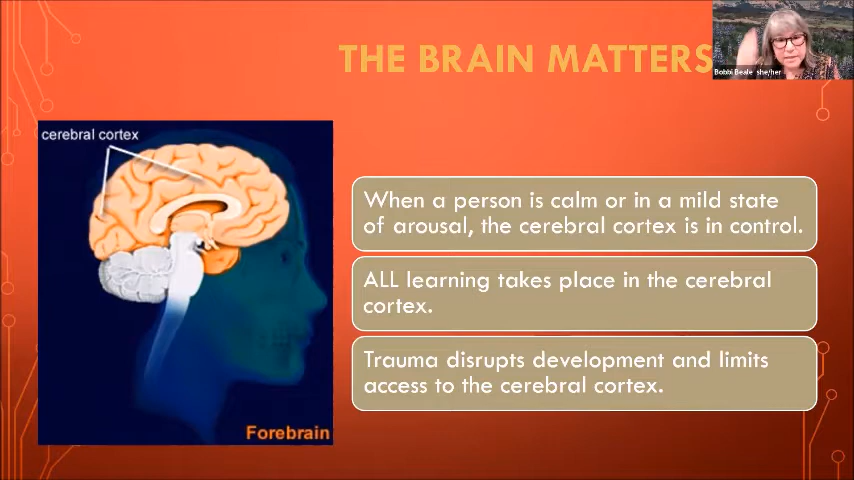 THE BRAIN MATTERS
Bobbi Beale she/her
cerebral cortex
When a person is calm or in a mild state
of arousal, the cerebral cortex is in control.
ALL learning takes place in the cerebral
cortex.
Trauma disrupts development and limits
access to the cerebral cortex.
Forebrain